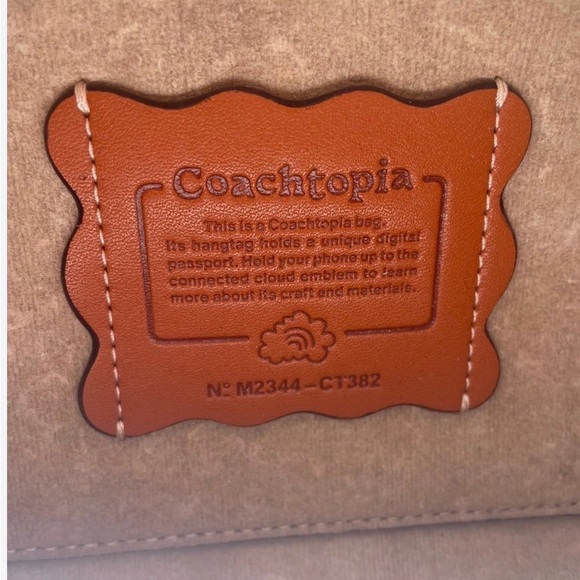 Coachtopia
This is a Coachtopia bag.
Its hangtag holds a unique digital
passport. Hold your phone up to the
connected cloud emblem to learn
more about its craft and materials.
Nº M2344-CT382